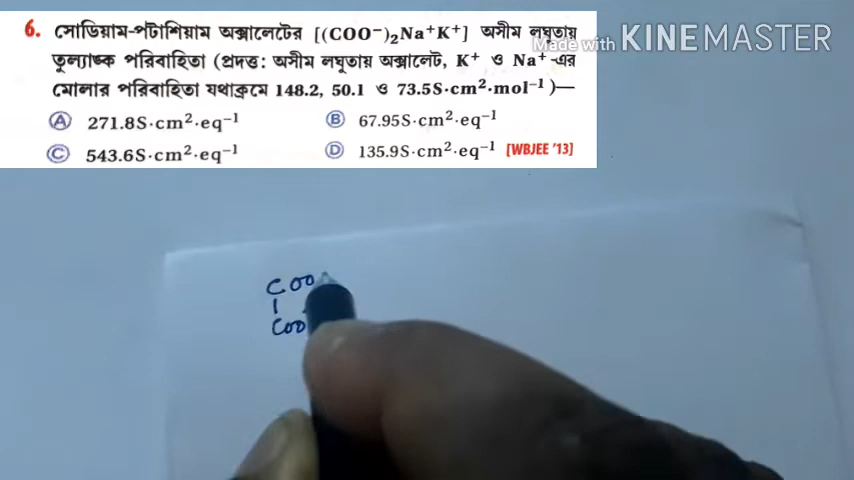 6. সোডিয়াম-পটাশিয়াম অক্সালেটের [(COO⁻)₂Na⁺K⁺] অসীম লঘুতায়
Made with KINEMASTER
তুল্যাঙ্ক পরিবাহিতা (প্রদত্ত: অসীম লঘুতায় অক্সালেট, K⁺ ও Na⁺-এর
মোলার পরিবাহিতা যথাক্রমে 148.2, 50.1 ও 73.5S·cm²·mol⁻¹)—
Ⓐ 271.8S·cm²·eq⁻¹ Ⓑ 67.95S·cm²·eq⁻¹
Ⓒ 543.6S·cm²·eq⁻¹ Ⓓ 135.9S·cm²·eq⁻¹ [WBJEE '13]
COO
COO